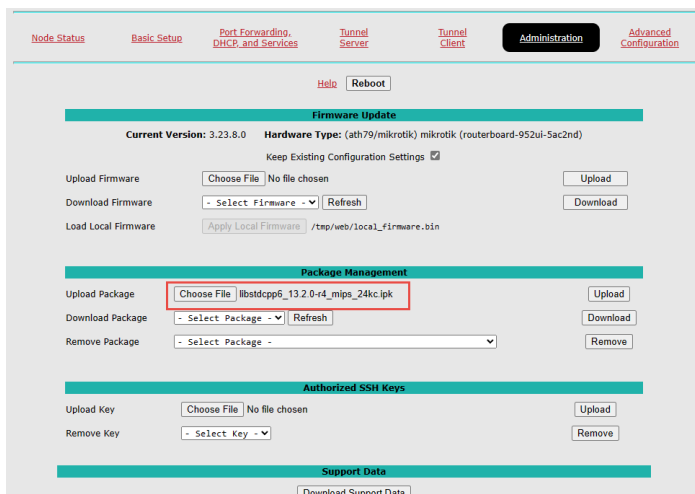 Node Status Basic Setup Port Forwarding, DHCP, and Services Tunnel Server Tunnel Client Administration Advanced Configuration
Help Reboot
Firmware Update
Current Version: 3.23.8.0 Hardware Type: (ath79/mikrotik) mikrotik (routerboard-952ui-5ac2nd)
Keep Existing Configuration Settings
Upload Firmware Choose File No file chosen Upload
Download Firmware - Select Firmware - Refresh Download
Load Local Firmware Apply Local Firmware /tmp/web/local_firmware.bin
Package Management
Upload Package Choose File libstdcpp6_13.2.0-r4_mips_24kc.ipk Upload
Download Package - Select Package - Refresh Download
Remove Package - Select Package - Remove
Authorized SSH Keys
Upload Key Choose File No file chosen Upload
Remove Key - Select Key - Remove
Support Data
Download Support Data